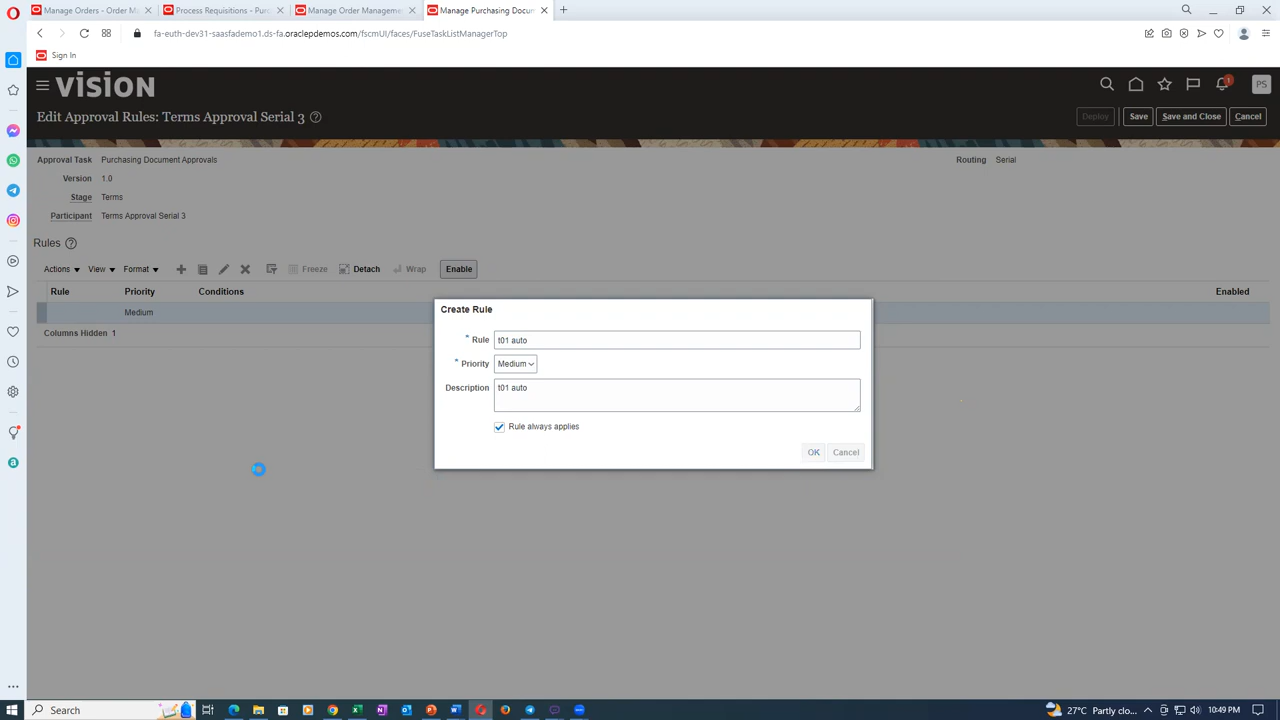 Manage Orders - Order Ma
Process Requisitions - Purc
Manage Order Manageme
Manage Purchasing Docum
fa-euth-dev31-saasfademo1.ds-fa.oraclepdemos.com/fscmUI/faces/FuseTaskListManagerTop
Sign In
VISION
1
PS
Edit Approval Rules: Terms Approval Serial 3
Deploy
Save
Save and Close
Cancel
Approval Task Purchasing Document Approvals
Routing Serial
Version 1.0
Stage Terms
Participant Terms Approval Serial 3
Rules
Actions View Format Freeze Detach Wrap Enable
Rule Priority Conditions Enabled
Medium
Columns Hidden 1
Create Rule
* Rule t01 auto
* Priority Medium
Description t01 auto
Rule always applies
OK Cancel
Search
27°C Partly clo...
10:49 PM